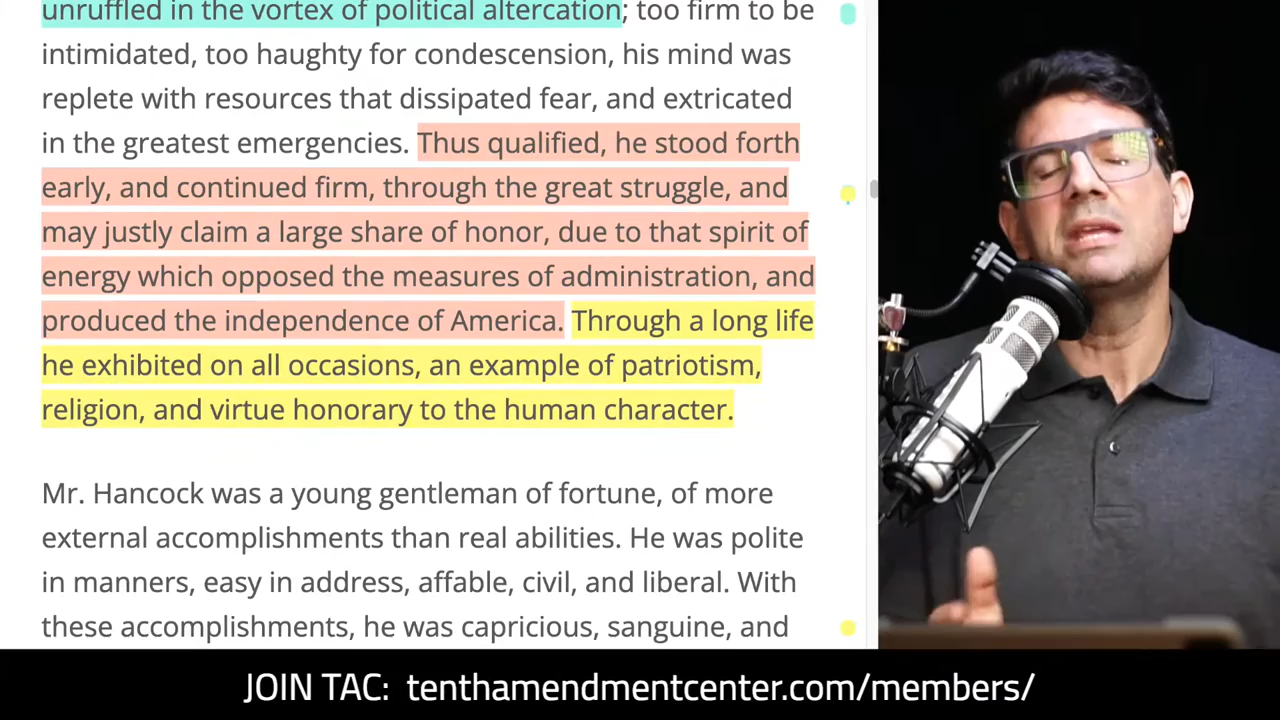 unruffled in the vortex of political altercation; too firm to be
intimidated, too haughty for condescension, his mind was
replete with resources that dissipated fear, and extricated
in the greatest emergencies. Thus qualified, he stood forth
early, and continued firm, through the great struggle, and
may justly claim a large share of honor, due to that spirit of
energy which opposed the measures of administration, and
produced the independence of America. Through a long life
he exhibited on all occasions, an example of patriotism,
religion, and virtue honorary to the human character.
Mr. Hancock was a young gentleman of fortune, of more
external accomplishments than real abilities. He was polite
in manners, easy in address, affable, civil, and liberal. With
these accomplishments, he was capricious, sanguine, and
JOIN TAC: tenthamendmentcenter.com/members/